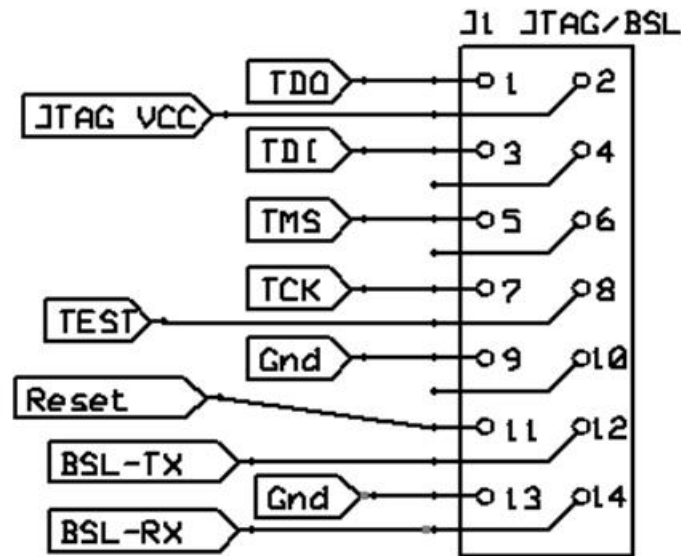 J1 JTAG/BSL
TDO 1 2
JTAG VCC
TDI 3 4
TMS 5 6
TCK 7 8
TEST
Gnd 9 10
Reset
11 12
BSL-TX
Gnd 13 14
BSL-RX